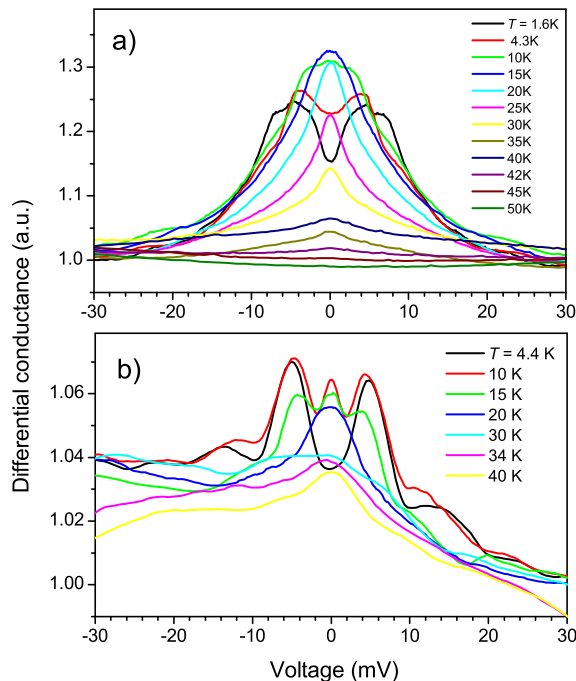 a)
T = 1.6K
4.3K
10K
15K
20K
25K
30K
35K
40K
42K
45K
50K
1.3
1.2
1.1
1.0
-30 -20 -10 0 10 20 30
Differential conductance (a.u.)
b)
T = 4.4 K
10 K
15 K
20 K
30 K
34 K
40 K
1.06
1.04
1.02
1.00
-30 -20 -10 0 10 20 30
Voltage (mV)